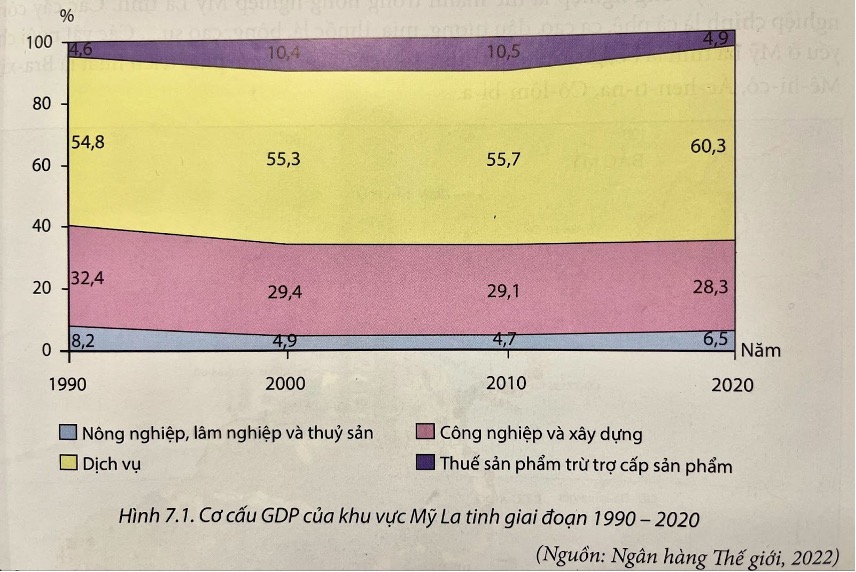 %
100
80
60
40
20
0
4,6 10,4 10,5 4,9
54,8 55,3 55,7 60,3
32,4 29,4 29,1 28,3
8,2 4,9 4,7 6,5
Năm
1990 2000 2010 2020
Nông nghiệp, lâm nghiệp và thuỷ sản Công nghiệp và xây dựng
Dịch vụ Thuế sản phẩm trừ trợ cấp sản phẩm
Hình 7.1. Cơ cấu GDP của khu vực Mỹ La tinh giai đoạn 1990 – 2020
(Nguồn: Ngân hàng Thế giới, 2022)